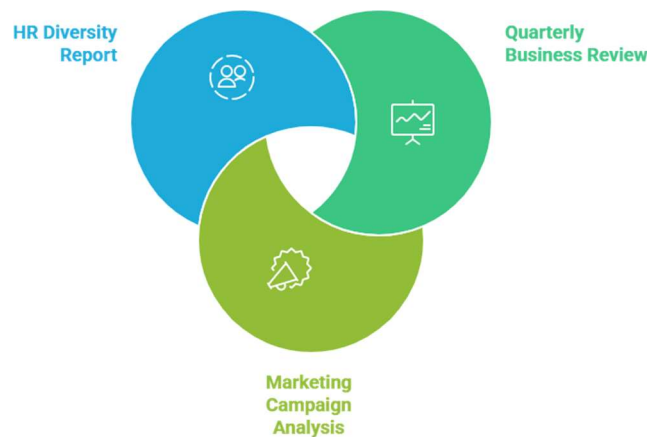 HR Diversity
Report
Quarterly
Business Review
Marketing
Campaign
Analysis